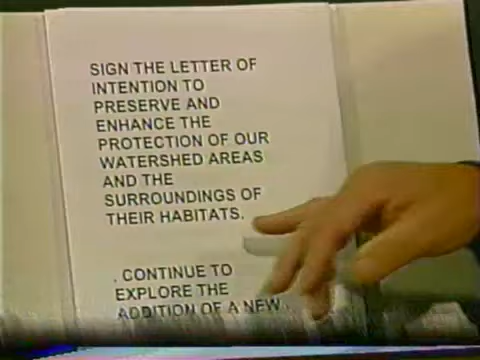 SIGN THE LETTER OF
INTENTION TO
PRESERVE AND
ENHANCE THE
PROTECTION OF OUR
WATERSHED AREAS
AND THE
SURROUNDINGS OF
THEIR HABITATS.
. CONTINUE TO
EXPLORE THE
ADDITION OF A NEW